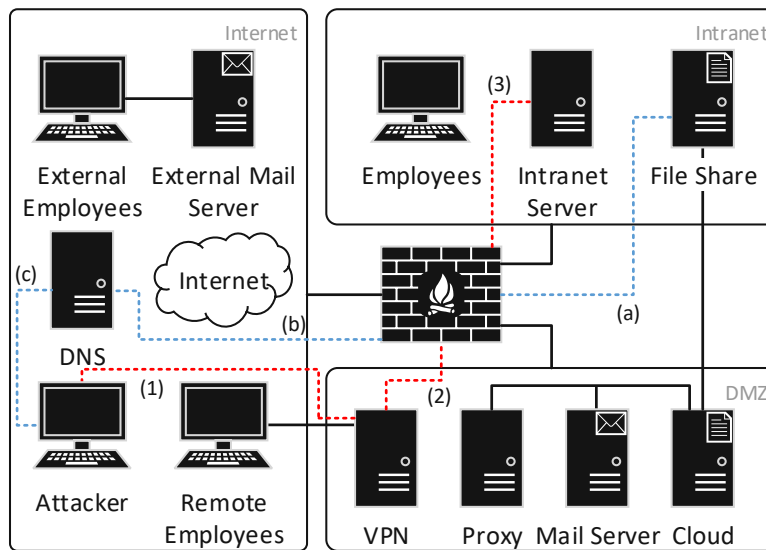 Internet
Intranet
(3)
External
Employees
External Mail
Server
Employees
Intranet
Server
File Share
(c)
Internet
(b)
(a)
DNS
(1)
(2)
DMZ
Attacker
Remote
Employees
VPN
Proxy
Mail Server
Cloud